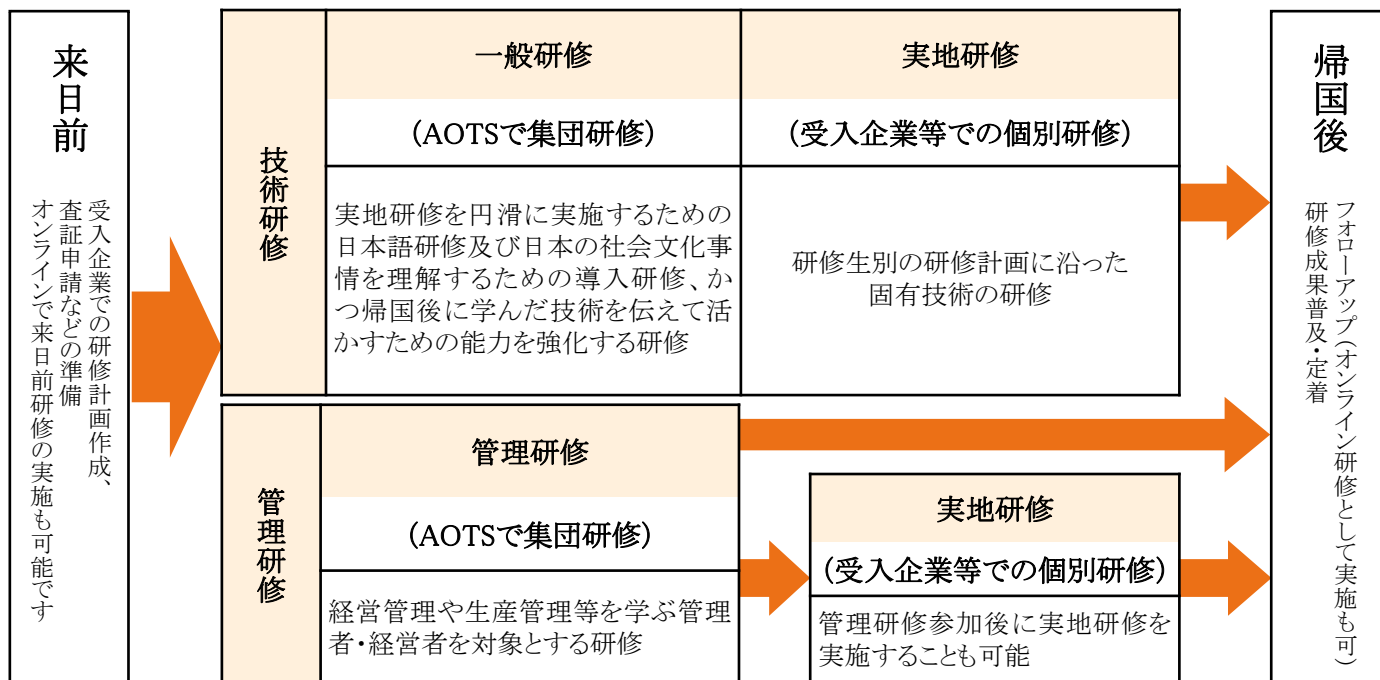 来日前
受入企業での研修計画作成、
査証申請などの準備
オンラインで来日前研修の実施も可能です
技術研修
一般研修
（AOTSで集団研修）
実地研修を円滑に実施するための
日本語研修及び日本の社会文化事
情を理解するための導入研修、か
つ帰国後に学んだ技術を伝えて活
かすための能力を強化する研修
実地研修
（受入企業等での個別研修）
研修生別の研修計画に沿った
固有技術の研修
管理研修
管理研修
（AOTSで集団研修）
経営管理や生産管理等を学ぶ管理
者・経営者を対象とする研修
実地研修
（受入企業等での個別研修）
管理研修参加後に実地研修を
実施することも可能
帰国後
フォローアップ（オンライン研修として実施も可）
研修成果普及・定着